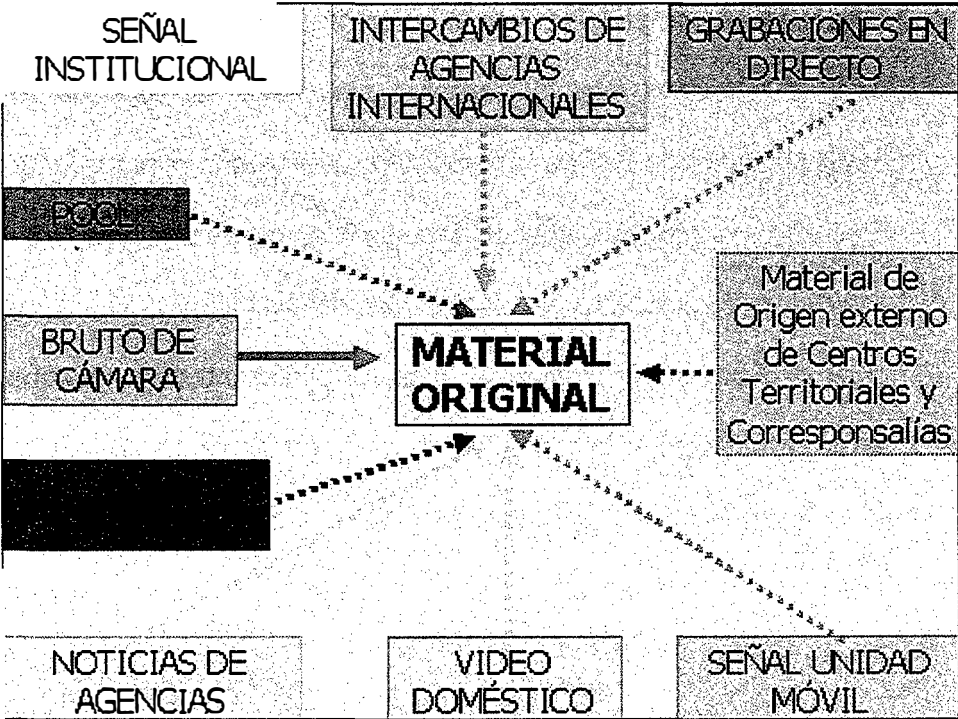 SEÑAL
INSTITUCIONAL
INTERCAMBIOS DE
AGENCIAS
INTERNACIONALES
GRABACIONES EN
DIRECTO
POOL
Material de
Origen externo
de Centros
Territoriales y
Corresponsalías
BRUTO DE
CÁMARA
MATERIAL
ORIGINAL
NOTICIAS DE
AGENCIAS
VIDEO
DOMÉSTICO
SEÑAL UNIDAD
MÓVIL